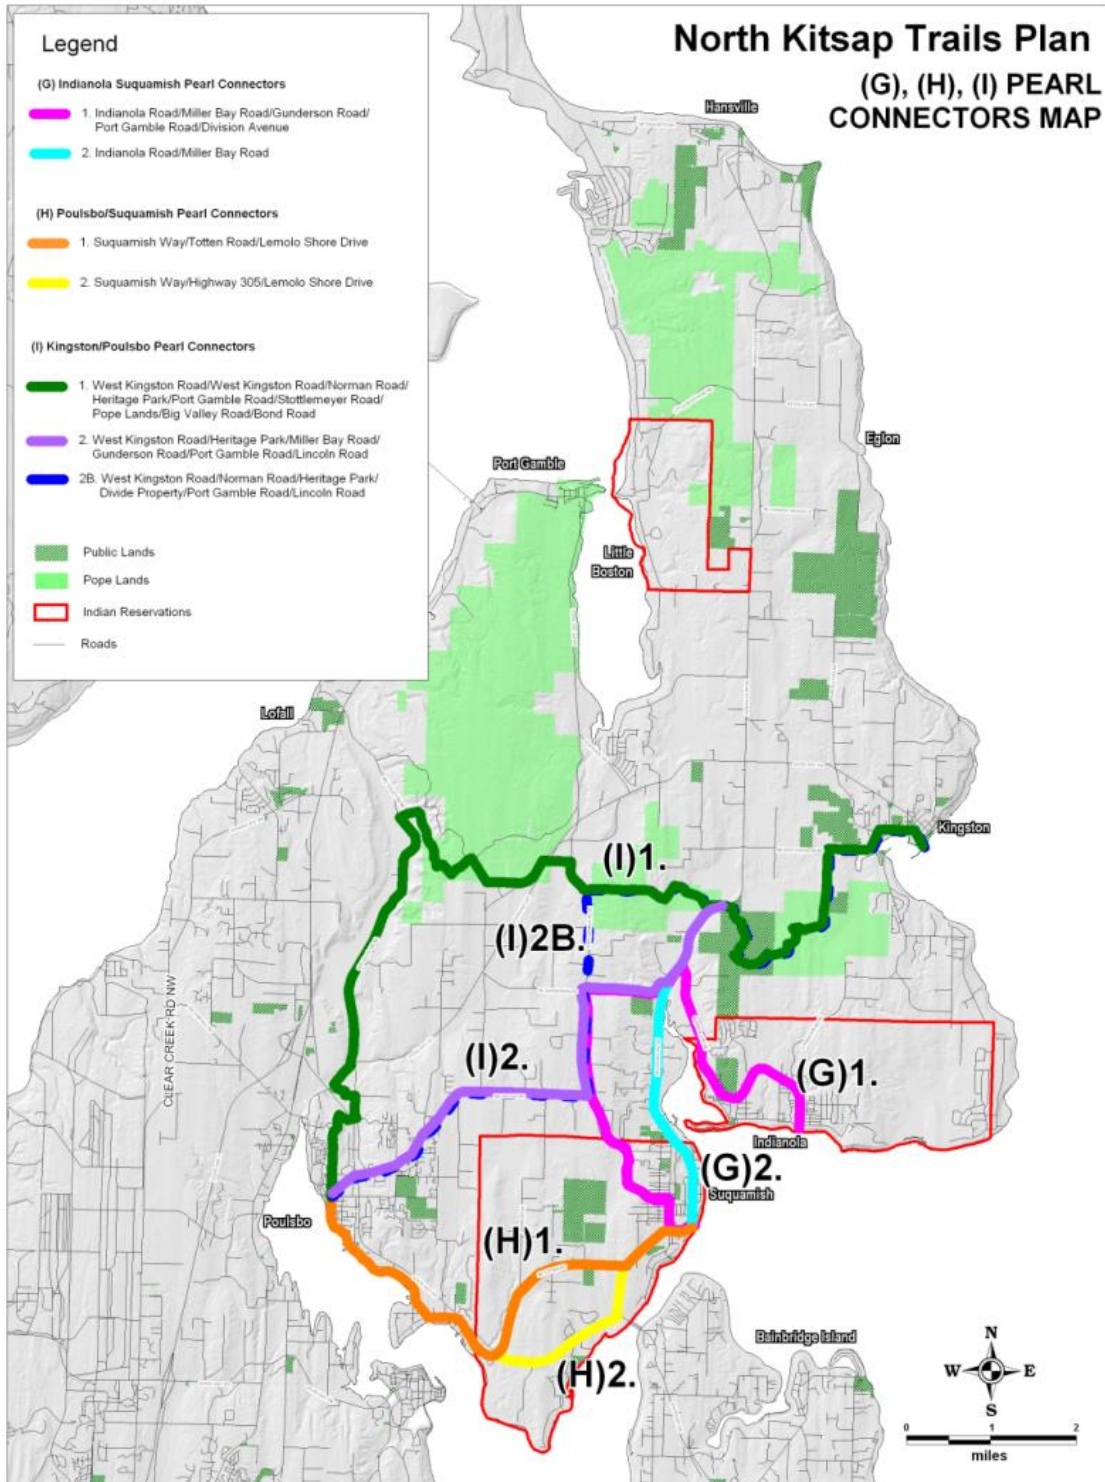 North Kitsap Trails Plan
(G), (H), (I) PEARL
CONNECTORS MAP
Legend
(G) Indianola Suquamish Pearl Connectors
1. Indianola Road/Miller Bay Road/Gunderson Road/
Port Gamble Road/Division Avenue
2. Indianola Road/Miller Bay Road
(H) Poulsbo/Suquamish Pearl Connectors
1. Suquamish Way/Totten Road/Lemolo Shore Drive
2. Suquamish Way/Highway 305/Lemolo Shore Drive
(I) Kingston/Poulsbo Pearl Connectors
1. West Kingston Road/West Kingston Road/Norman Road/
Heritage Park/Port Gamble Road/Stottlemeyer Road/
Pope Lands/Big Valley Road/Bond Road
2. West Kingston Road/Heritage Park/Miller Bay Road/
Gunderson Road/Port Gamble Road/Lincoln Road
2B. West Kingston Road/Norman Road/Heritage Park/
Divide Property/Port Gamble Road/Lincoln Road
Public Lands
Pope Lands
Indian Reservations
Roads
Hansville
Eglon
Port Gamble
Little
Boston
Lofall
Kingston
(I)1.
(I)2B.
CLEAR CREEK RD NW
(I)2.
(G)1.
Indianola
(G)2.
Suquamish
Poulsbo
(H)1.
Bainbridge Island
(H)2.
N
W E
S
0 1 2
miles